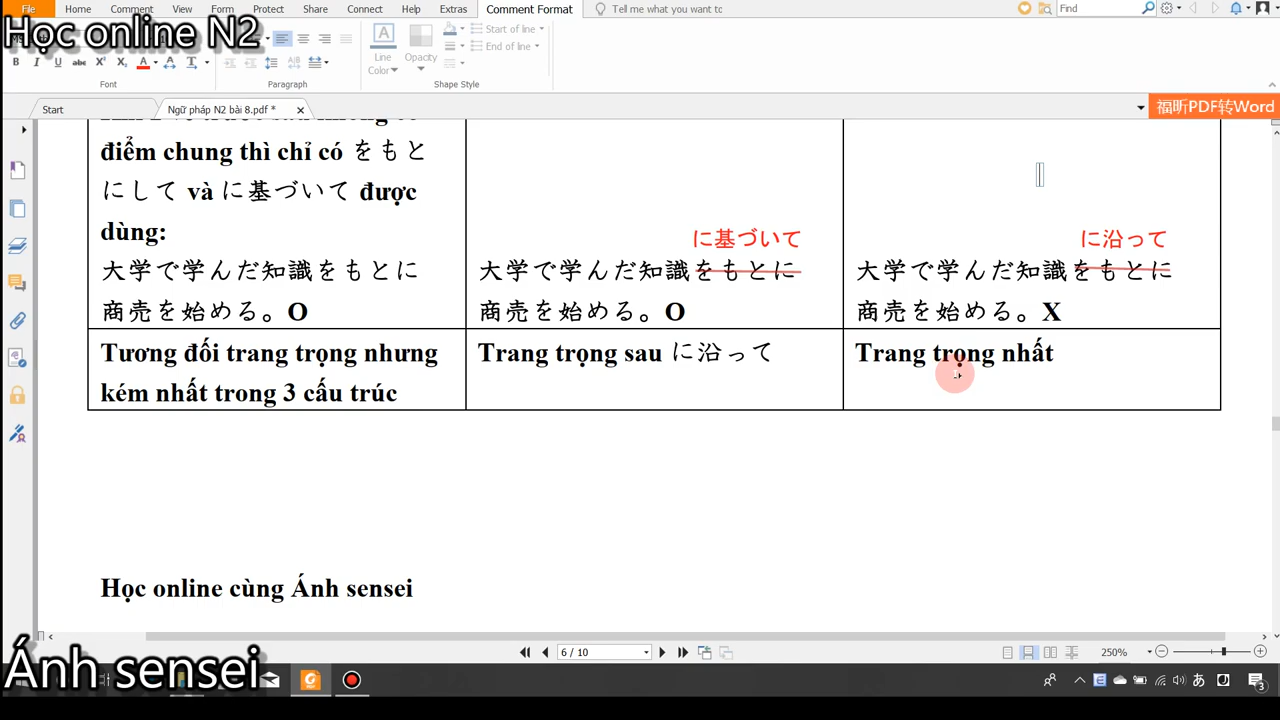 File Home Comment View Form Protect Share Connect Help Extras Comment Format Tell me what you want tc Find
Học online N2
Start of line
End of line
Line Color
Opacity
Font
Paragraph
Shape Style
Start
Ngữ pháp N2 bài 8.pdf *
福昕PDF转Word
điểm chung thì chỉ có をもと
にして và に基づいて được
dùng:
大学で学んだ知識をもとに
商売を始める。O
に基づいて
大学で学んだ知識をもとに
商売を始める。O
に沿って
大学で学んだ知識をもとに
商売を始める。X
Tương đối trang trọng nhưng
kém nhất trong 3 cấu trúc
Trang trọng sau に沿って
Trang trọng nhất
Học online cùng Ánh sensei
6 / 10
250%
Ánh sensei
あ
3